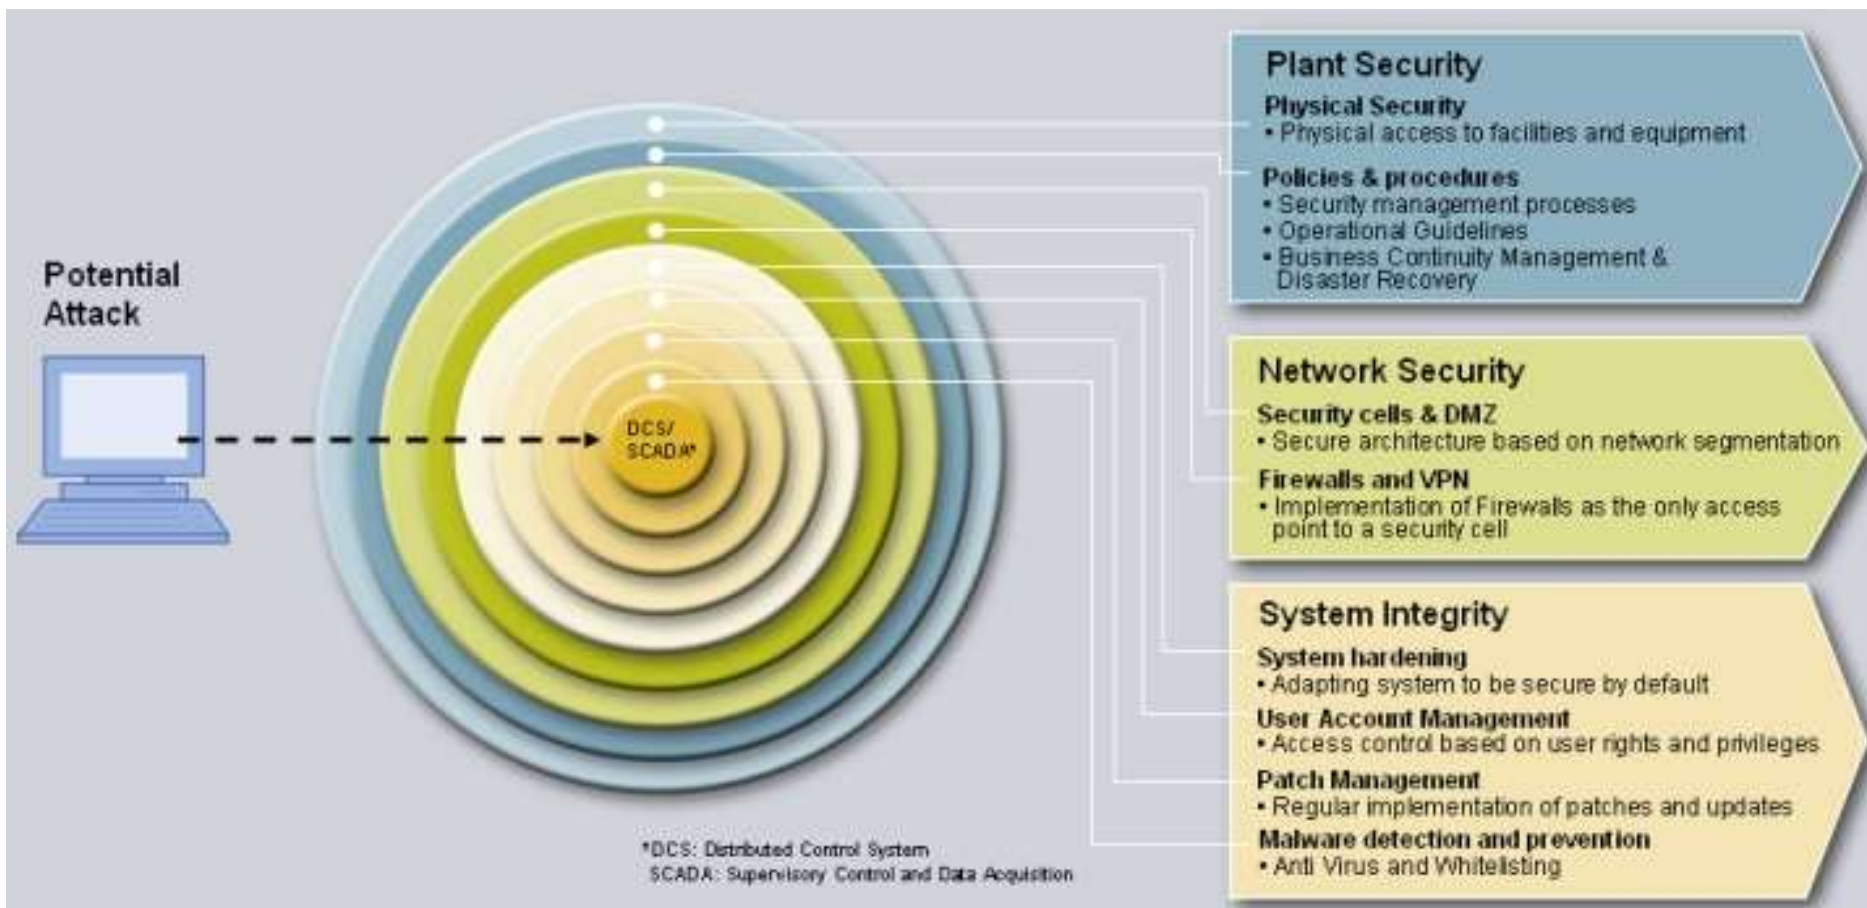 Potential
Attack
DCS/
SCADA*
*DCS: Distributed Control System
SCADA: Supervisory Control and Data Acquisition
Plant Security
Physical Security
• Physical access to facilities and equipment
Policies & procedures
• Security management processes
• Operational Guidelines
• Business Continuity Management &
Disaster Recovery
Network Security
Security cells & DMZ
• Secure architecture based on network segmentation
Firewalls and VPN
• Implementation of Firewalls as the only access
point to a security cell
System Integrity
System hardening
• Adapting system to be secure by default
User Account Management
• Access control based on user rights and privileges
Patch Management
• Regular implementation of patches and updates
Malware detection and prevention
• Anti Virus and Whitelisting